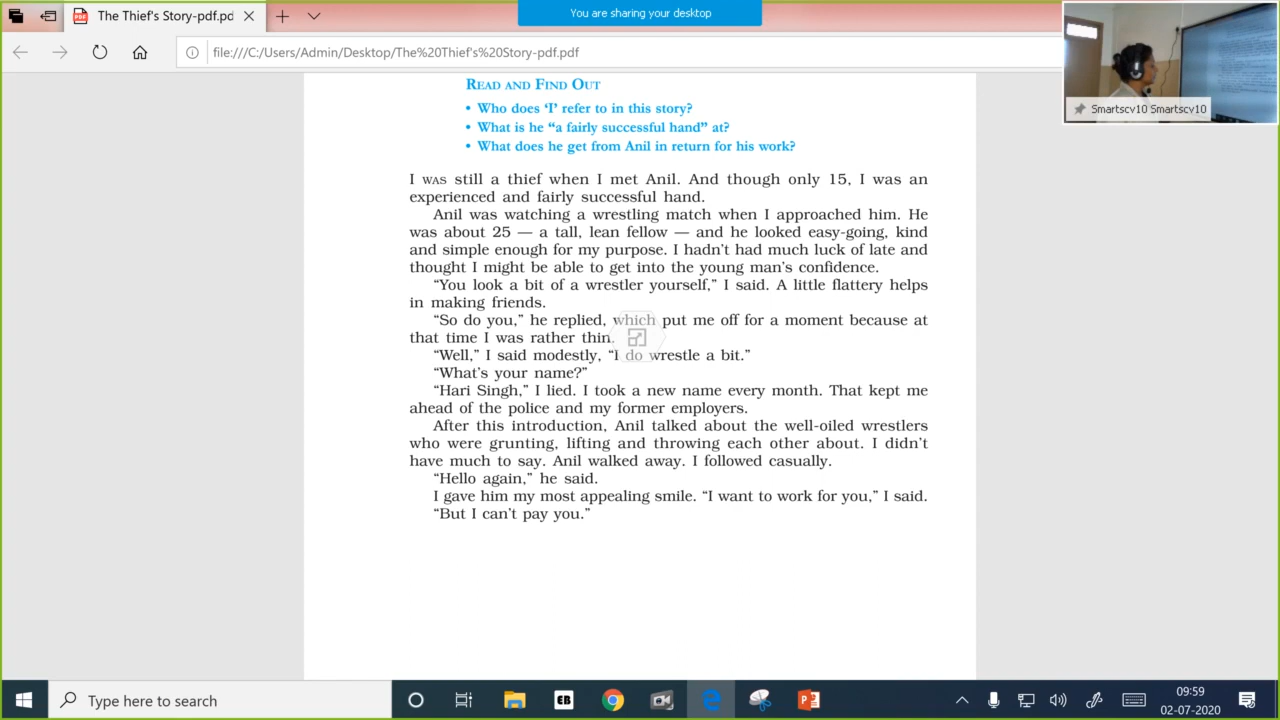 You are sharing your desktop
The Thief's Story-pdf.pd
file:///C:/Users/Admin/Desktop/The%20Thief's%20Story-pdf.pdf
Smartscv10 Smartscv10
READ AND FIND OUT
• Who does ‘I’ refer to in this story?
• What is he “a fairly successful hand” at?
• What does he get from Anil in return for his work?
I WAS still a thief when I met Anil. And though only 15, I was an
experienced and fairly successful hand.
Anil was watching a wrestling match when I approached him. He
was about 25 — a tall, lean fellow — and he looked easy-going, kind
and simple enough for my purpose. I hadn’t had much luck of late and
thought I might be able to get into the young man’s confidence.
“You look a bit of a wrestler yourself,” I said. A little flattery helps
in making friends.
“So do you,” he replied, which put me off for a moment because at
that time I was rather thin.
“Well,” I said modestly, “I do wrestle a bit.”
“What’s your name?”
“Hari Singh,” I lied. I took a new name every month. That kept me
ahead of the police and my former employers.
After this introduction, Anil talked about the well-oiled wrestlers
who were grunting, lifting and throwing each other about. I didn’t
have much to say. Anil walked away. I followed casually.
“Hello again,” he said.
I gave him my most appealing smile. “I want to work for you,” I said.
“But I can’t pay you.”
Type here to search
EB
09:59
02-07-2020